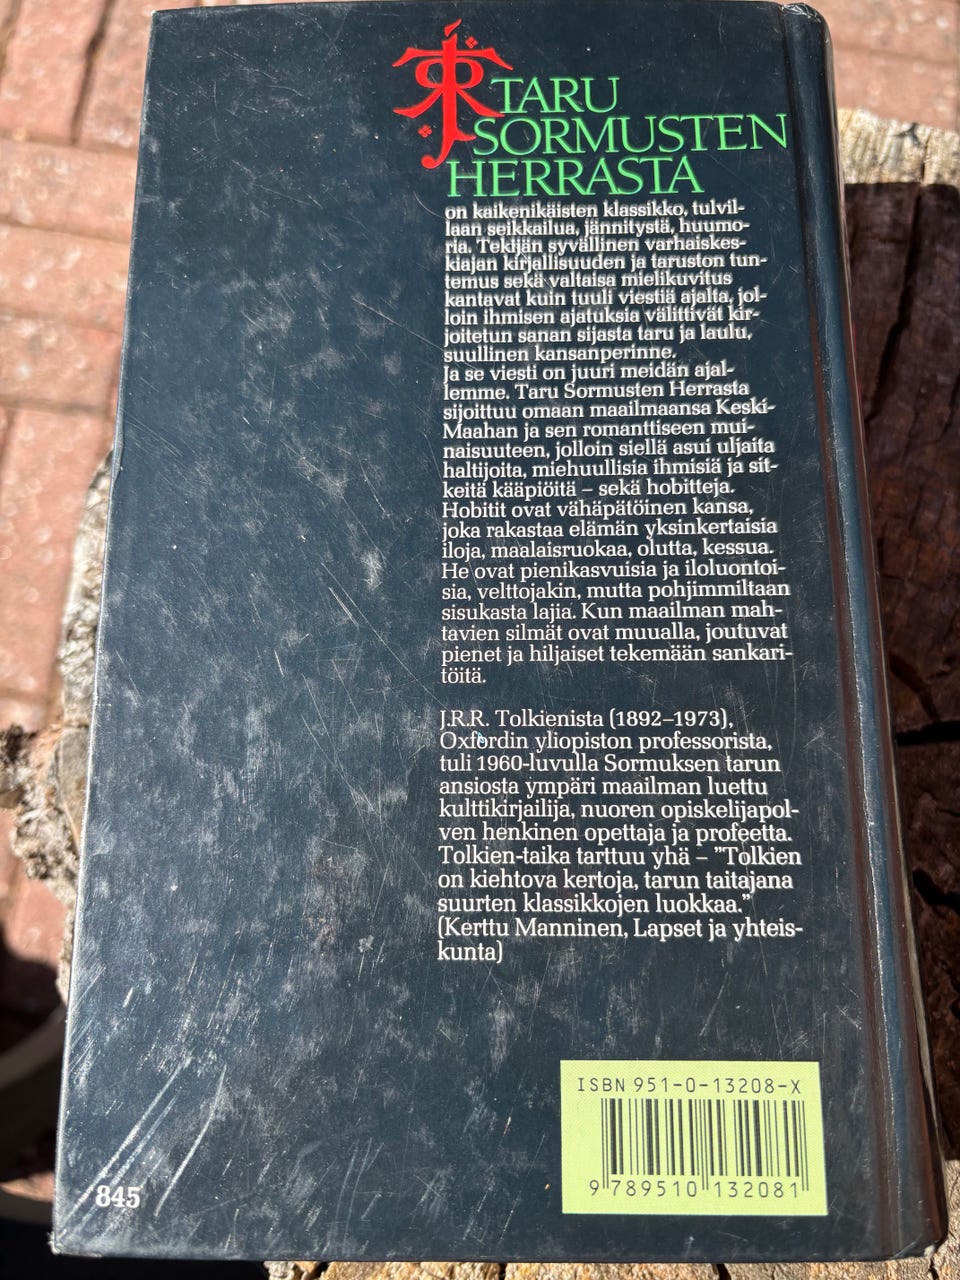 TARU
SORMUSTEN
HERRASTA
on kaikenikäisten klassikko, tulvil-
laan seikkailua, jännitystä, huumo-
ria. Tekijän syvällinen varhaiskes-
kiajan kirjallisuuden ja taruston tun-
temus sekä valtaisa mielikuvitus
kantavat kuin tuuli viestiä ajalta, jol-
loin ihmisen ajatuksia välittivät kir-
joitetun sanan sijasta taru ja laulu,
suullinen kansanperinne.
Ja se viesti on juuri meidän ajal-
lemme. Taru Sormusten Herrasta
sijoittuu omaan maailmaansa Keski-
Maahan ja sen romanttiseen mui-
naisuuteen, jolloin siellä asui uljaita
haltijoita, miehuullisia ihmisiä ja sit-
keitä kääpiöitä – sekä hobitteja.
Hobitit ovat vähäpätöinen kansa,
joka rakastaa elämän yksinkertaisia
iloja, maalaisruokaa, olutta, kessua.
He ovat pienikasvuisia ja iloluontoi-
sia, velttojakin, mutta pohjimmiltaan
sisukasta lajia. Kun maailman mah-
tavien silmät ovat muualla, joutuvat
pienet ja hiljaiset tekemään sankari-
töitä.
J.R.R. Tolkienista (1892–1973),
Oxfordin yliopiston professorista,
tuli 1960-luvulla Sormuksen tarun
ansiosta ympäri maailman luettu
kulttikirjailija, nuoren opiskelijapol-
ven henkinen opettaja ja profeetta.
Tolkien-taika tarttuu yhä – ”Tolkien
on kiehtova kertoja, tarun taitajana
suurten klassikkojen luokkaa.”
(Kerttu Manninen, Lapset ja yhteis-
kunta)
ISBN 951-0-13208-X
9 789510 132081
845